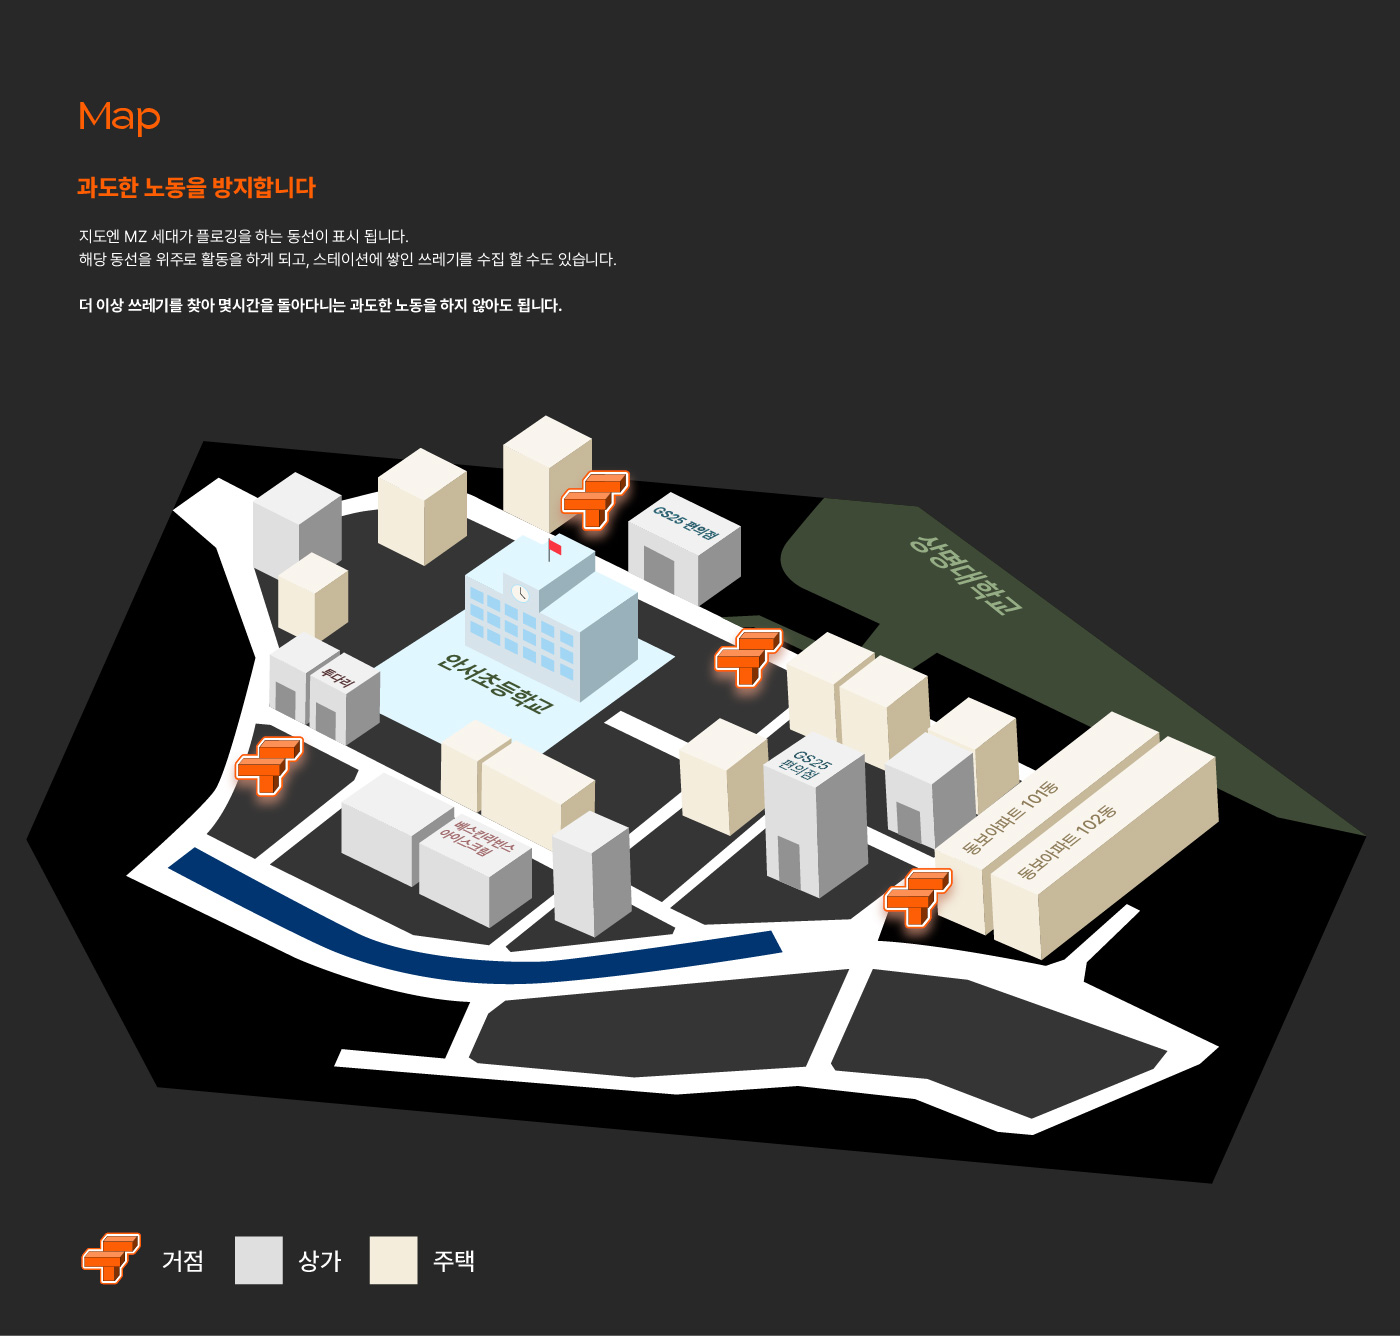 Map
과도한 노동을 방지합니다
지도엔 MZ 세대가 플로깅을 하는 동선이 표시 됩니다.
해당 동선을 위주로 활동을 하게 되고, 스테이션에 쌓인 쓰레기를 수집 할 수도 있습니다.
더 이상 쓰레기를 찾아 몇시간을 돌아다니는 과도한 노동을 하지 않아도 됩니다.
GS25 편의점
상명대학교
안서초등학교
투다리
GS25
편의점
동보아파트 101동
동보아파트 102동
베스킨라빈스
아이스크림
거점
상가
주택